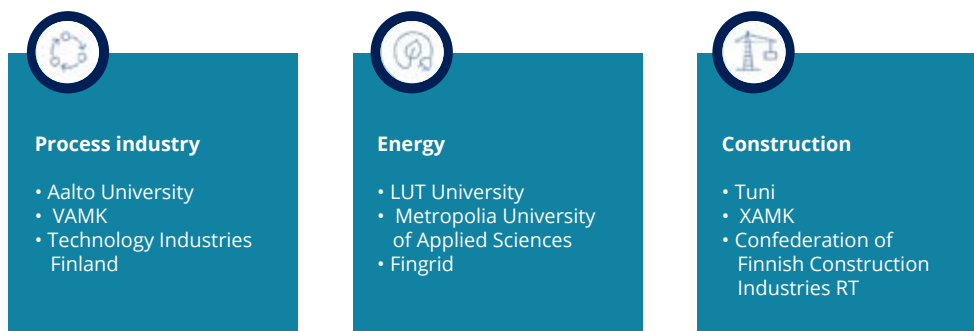 Process industry
• Aalto University
• VAMK
• Technology Industries
Finland
Energy
• LUT University
• Metropolia University
of Applied Sciences
• Fingrid
Construction
• Tuni
• XAMK
• Confederation of
Finnish Construction
Industries RT